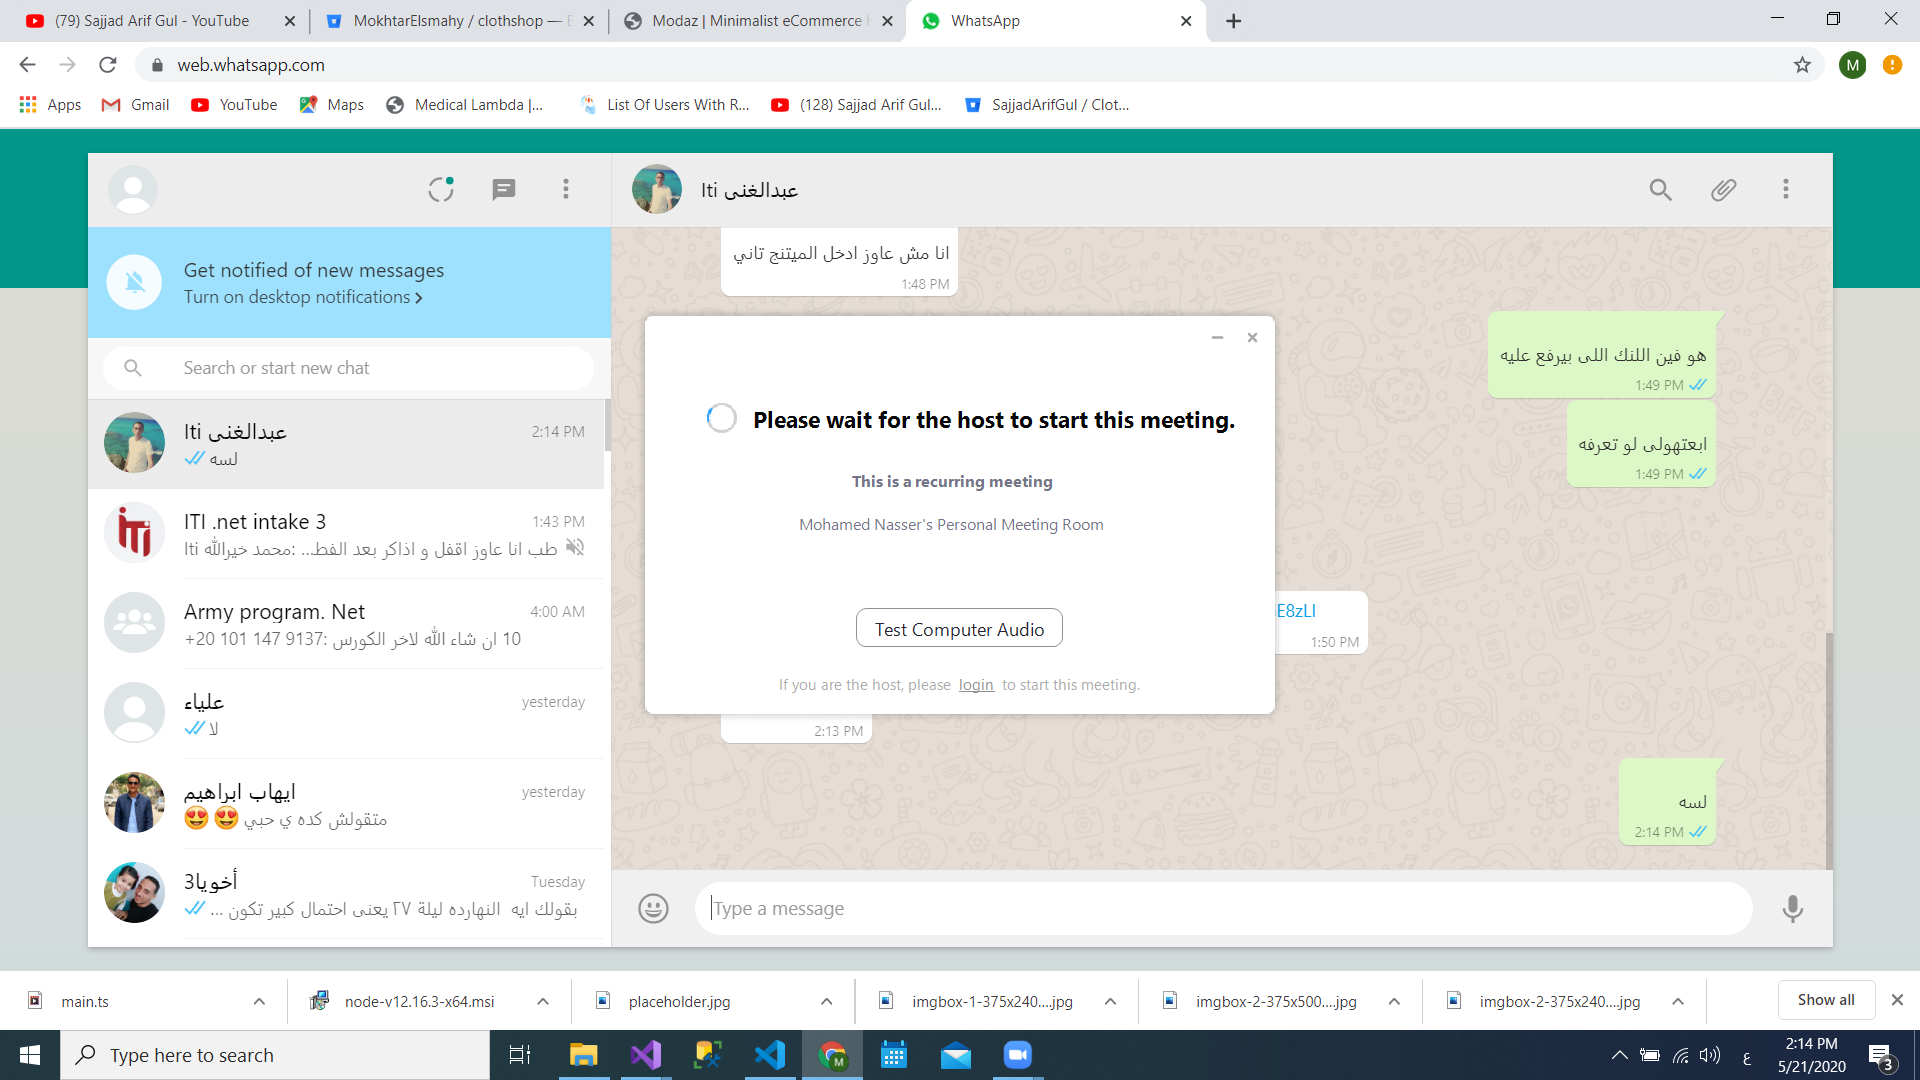 (79) Sajjad Arif Gul - YouTube
MokhtarElsmahy / clothshop —
Modaz | Minimalist eCommerce
WhatsApp
web.whatsapp.com
M
Apps
Gmail
YouTube
Maps
Medical Lambda |...
List Of Users With R...
(128) Sajjad Arif Gul...
SajjadArifGul / Clot...
Iti عبدالغنى
Get notified of new messages
Turn on desktop notifications
Search or start new chat
Iti عبدالغنى
2:14 PM
لسه
ITI .net intake 3
1:43 PM
Iti محمد خيرالله: طب انا عاوز اقفل و اذاكر بعد الفط...
Army program. Net
4:00 AM
+20 101 147 9137: ان شاء الله لاخر الكورس 10
علياء
yesterday
لا
ايهاب ابراهيم
yesterday
متقولش كده ي حبي 😍 😍
أخويا3
Tuesday
بقولك ايه النهارده ليلة ٢٧ يعنى احتمال كبير تكون ...
انا مش عاوز ادخل الميتنج تاني
1:48 PM
هو فين اللنك اللى بيرفع عليه
1:49 PM
ابعتهولى لو تعرفه
1:49 PM
E8zLI
1:50 PM
2:13 PM
لسه
2:14 PM
Type a message
Please wait for the host to start this meeting.
This is a recurring meeting
Mohamed Nasser's Personal Meeting Room
Test Computer Audio
If you are the host, please login to start this meeting.
main.ts
node-v12.16.3-x64.msi
placeholder.jpg
imgbox-1-375x240....jpg
imgbox-2-375x500....jpg
imgbox-2-375x240....jpg
Show all
Type here to search
M
ع
2:14 PM
5/21/2020
3